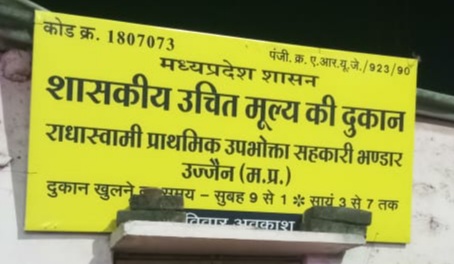 कोड क्र. 1807073
पंजी. क्र. ए.आर.यू.जे./923/90
मध्यप्रदेश शासन
शासकीय उचित मूल्य की दुकान
राधास्वामी प्राथमिक उपभोक्ता सहकारी भण्डार
उज्जैन (म.प्र.)
दुकान खुलने समय – सुबह 9 से 1 ✲ सायं 3 से 7 तक
अवकाश